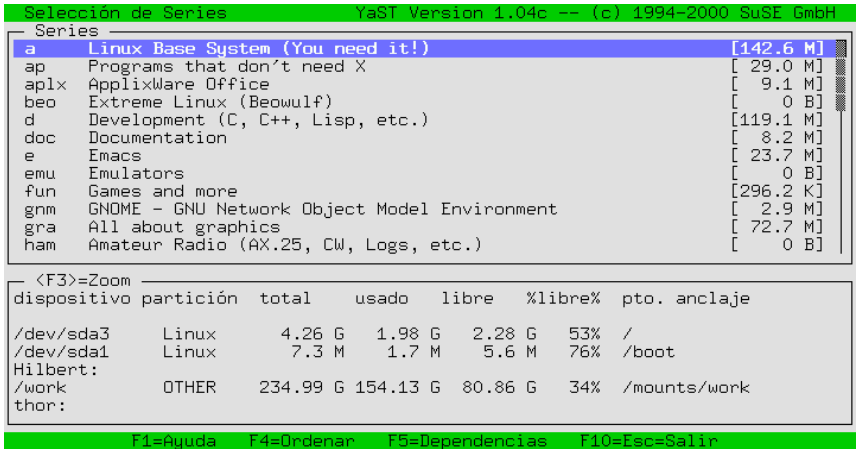 Selección de Series YaST Version 1.04c -- (c) 1994-2000 SuSE GmbH
Series
a Linux Base System (You need it!) [142.6 M]
ap Programs that don't need X [ 29.0 M]
aplx ApplixWare Office [ 9.1 M]
beo Extreme Linux (Beowulf) [ 0 B]
d Development (C, C++, Lisp, etc.) [119.1 M]
doc Documentation [ 8.2 M]
e Emacs [ 23.7 M]
emu Emulators [ 0 B]
fun Games and more [296.2 K]
gnm GNOME - GNU Network Object Model Environment [ 2.9 M]
gra All about graphics [ 72.7 M]
ham Amateur Radio (AX.25, CW, Logs, etc.) [ 0 B]
<F3>=Zoom
dispositivo partición total usado libre %libre% pto. anclaje
/dev/sda3 Linux 4.26 G 1.98 G 2.28 G 53% /
/dev/sda1 Linux 7.3 M 1.7 M 5.6 M 76% /boot
Hilbert:
/work OTHER 234.99 G 154.13 G 80.86 G 34% /mounts/work
thor:
F1=Ayuda F4=Ordenar F5=Dependencias F10=Esc=Salir